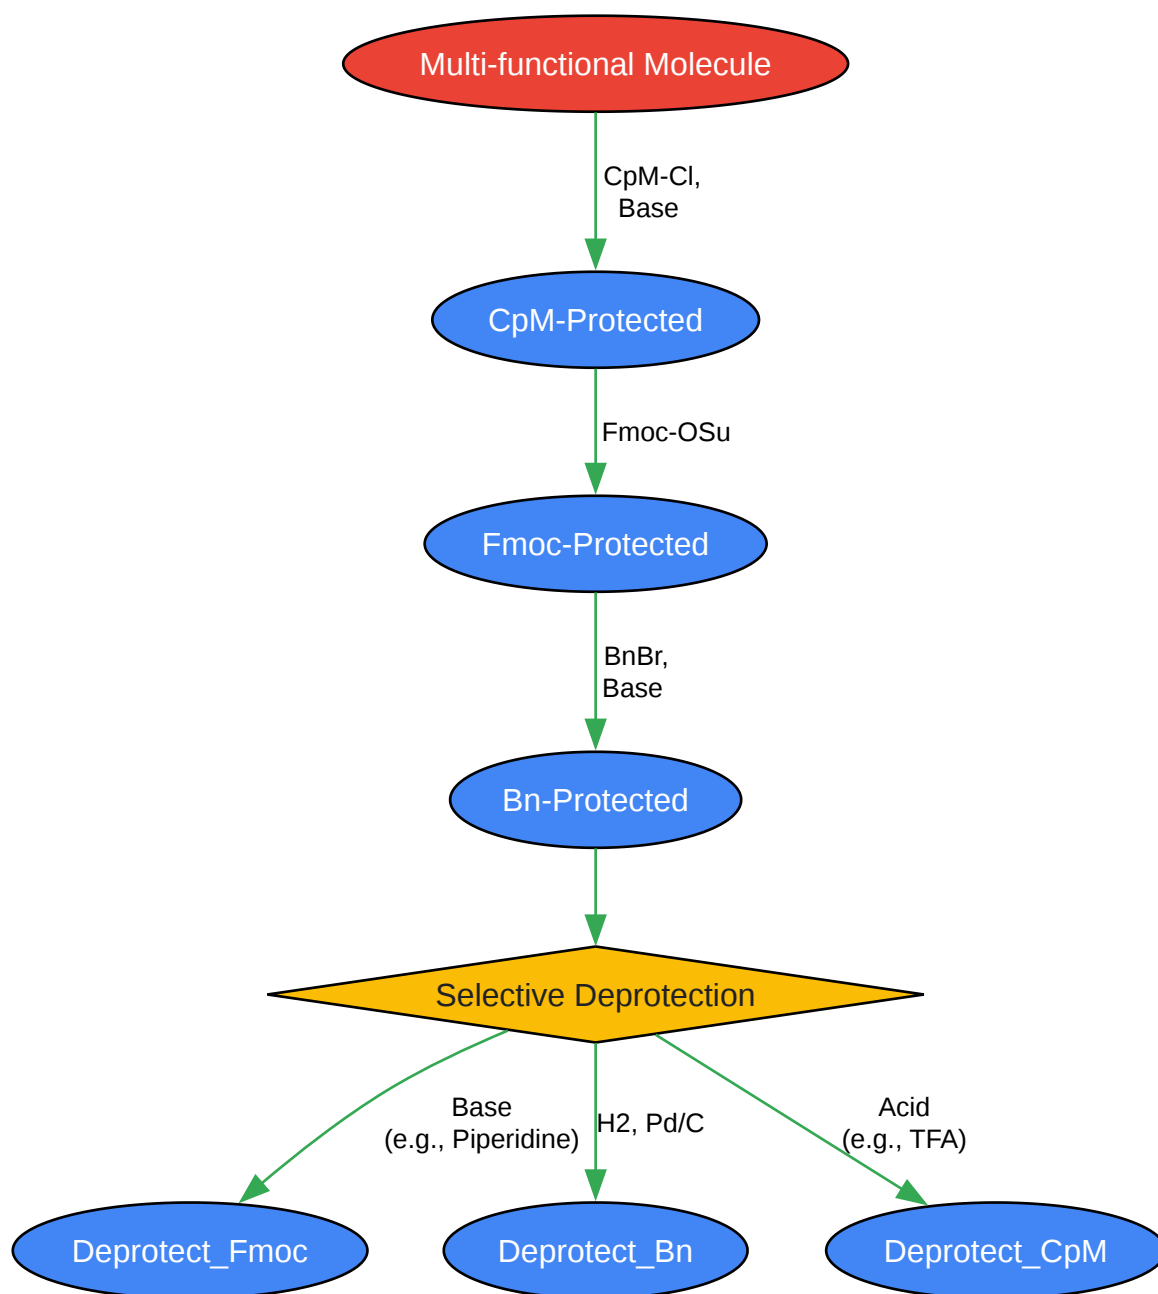 Multi-functional Molecule
CpM-Cl,
Base
CpM-Protected
Fmoc-OSu
Fmoc-Protected
BnBr,
Base
Bn-Protected
Selective Deprotection
Base
(e.g., Piperidine)
H2, Pd/C
Acid
(e.g., TFA)
Deprotect_Fmoc
Deprotect_Bn
Deprotect_CpM